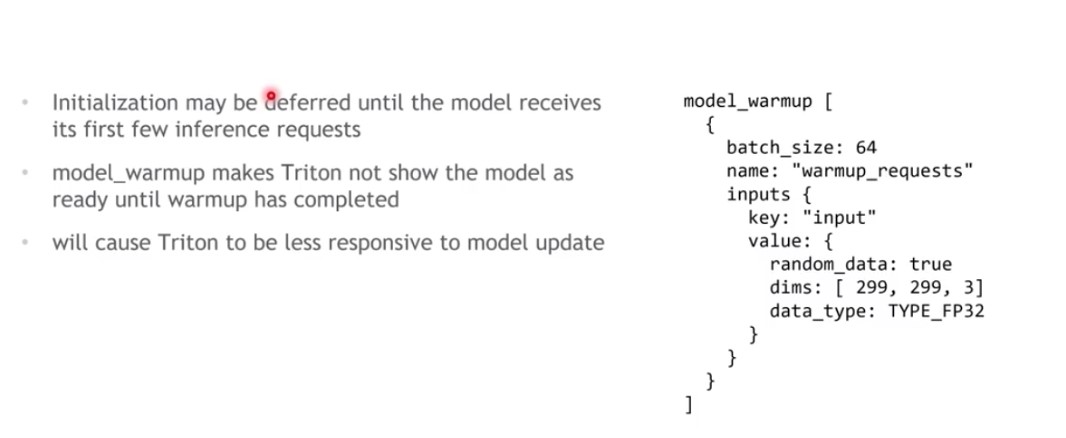 Initialization may be deferred until the model receives
its first few inference requests
model_warmup makes Triton not show the model as
ready until warmup has completed
will cause Triton to be less responsive to model update
model_warmup [
{
batch_size: 64
name: "warmup_requests"
inputs {
key: "input"
value: {
random_data: true
dims: [ 299, 299, 3]
data_type: TYPE_FP32
}
}
}
]